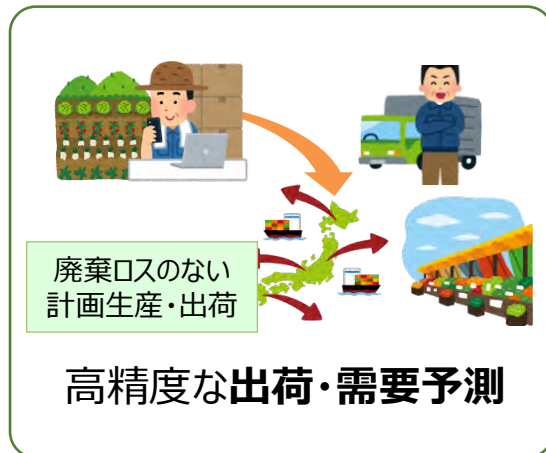 廃棄ロスのない
計画生産・出荷
高精度な出荷・需要予測